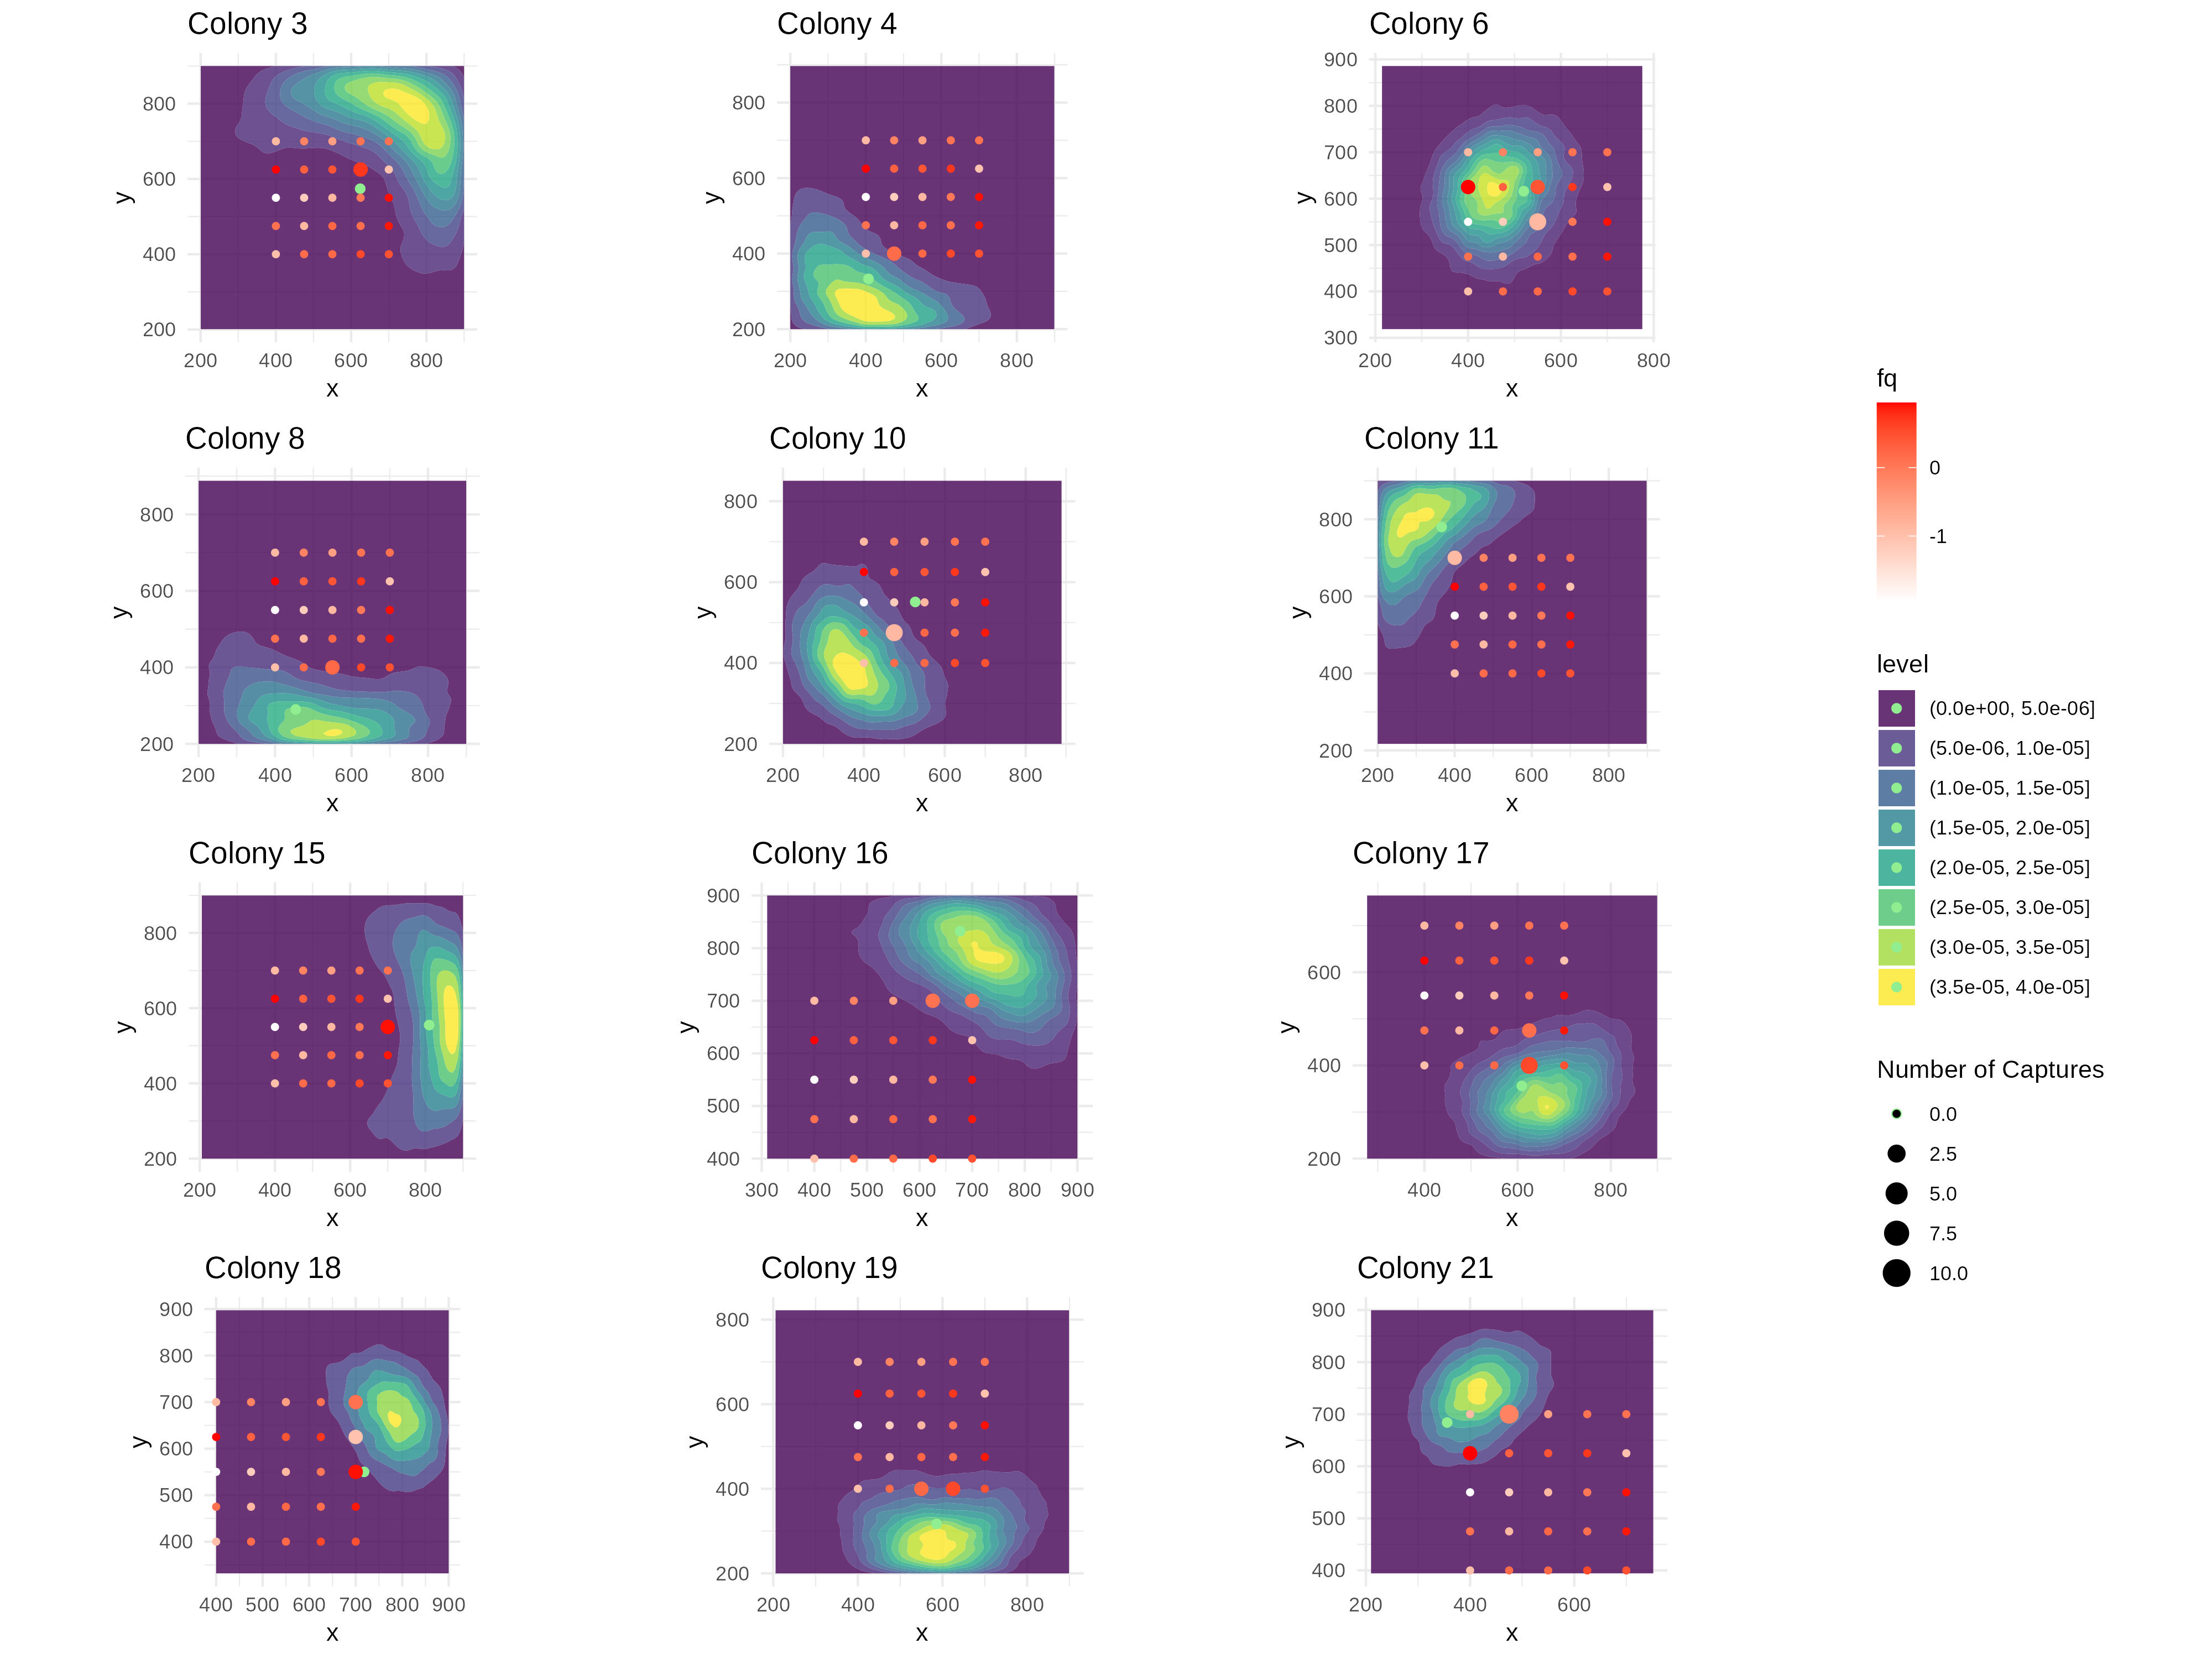 Colony 3
800
600
400
200
y
200 400 600 800
x
Colony 4
800
600
400
200
y
200 400 600 800
x
Colony 6
900
800
700
600
500
400
300
y
200 400 600 800
x
Colony 8
800
600
400
200
y
200 400 600 800
x
Colony 10
800
600
400
200
y
200 400 600 800
x
Colony 11
800
600
400
200
y
200 400 600 800
x
Colony 15
800
600
400
200
y
200 400 600 800
x
Colony 16
900
800
700
600
500
400
y
300 400 500 600 700 800 900
x
Colony 17
600
400
200
y
400 600 800
x
Colony 18
900
800
700
600
500
400
y
400 500 600 700 800 900
x
Colony 19
800
600
400
200
y
200 400 600 800
x
Colony 21
900
800
700
600
500
400
y
200 400 600
x
fq
0
-1
level
(0.0e+00, 5.0e-06]
(5.0e-06, 1.0e-05]
(1.0e-05, 1.5e-05]
(1.5e-05, 2.0e-05]
(2.0e-05, 2.5e-05]
(2.5e-05, 3.0e-05]
(3.0e-05, 3.5e-05]
(3.5e-05, 4.0e-05]
Number of Captures
0.0
2.5
5.0
7.5
10.0